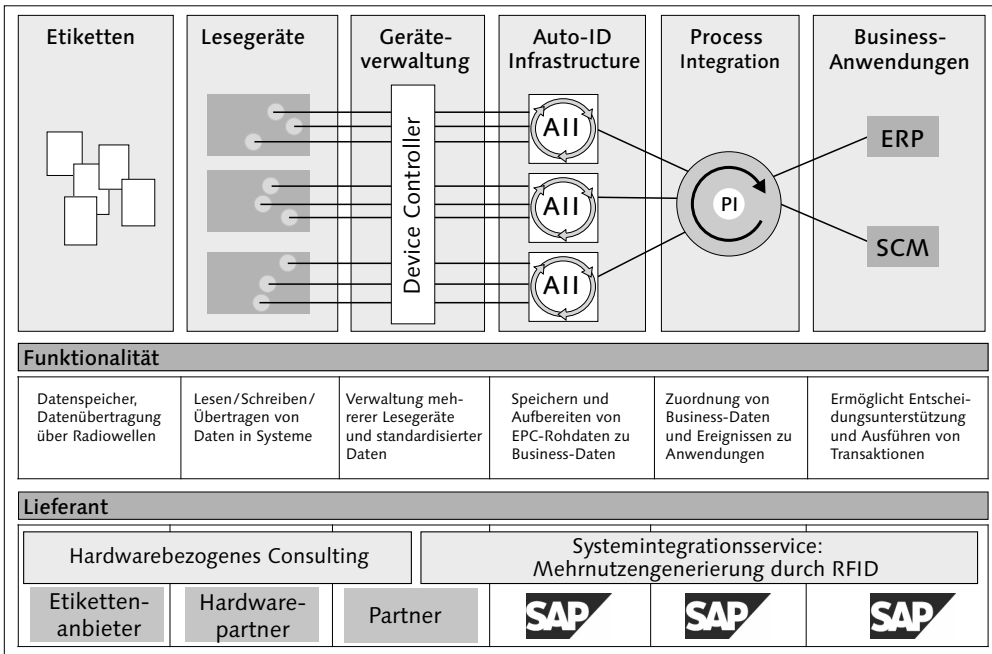 Etiketten
Lesegeräte
Geräte-
verwaltung
Auto-ID
Infrastructure
Process
Integration
Business-
Anwendungen
Device Controller
AII
AII
AII
PI
ERP
SCM
Funktionalität
Datenspeicher,
Datenübertragung
über Radiowellen
Lesen/Schreiben/
Übertragen von
Daten in Systeme
Verwaltung meh-
rerer Lesegeräte
und standardisierter
Daten
Speichern und
Aufbereiten von
EPC-Rohdaten zu
Business-Daten
Zuordnung von
Business-Daten
und Ereignissen zu
Anwendungen
Ermöglicht Entschei-
dungsunterstützung
und Ausführen von
Transaktionen
Lieferant
Hardwarebezogenes Consulting
Systemintegrationsservice:
Mehrnutzengenerierung durch RFID
Etiketten-
anbieter
Hardware-
partner
Partner
SAP
SAP
SAP